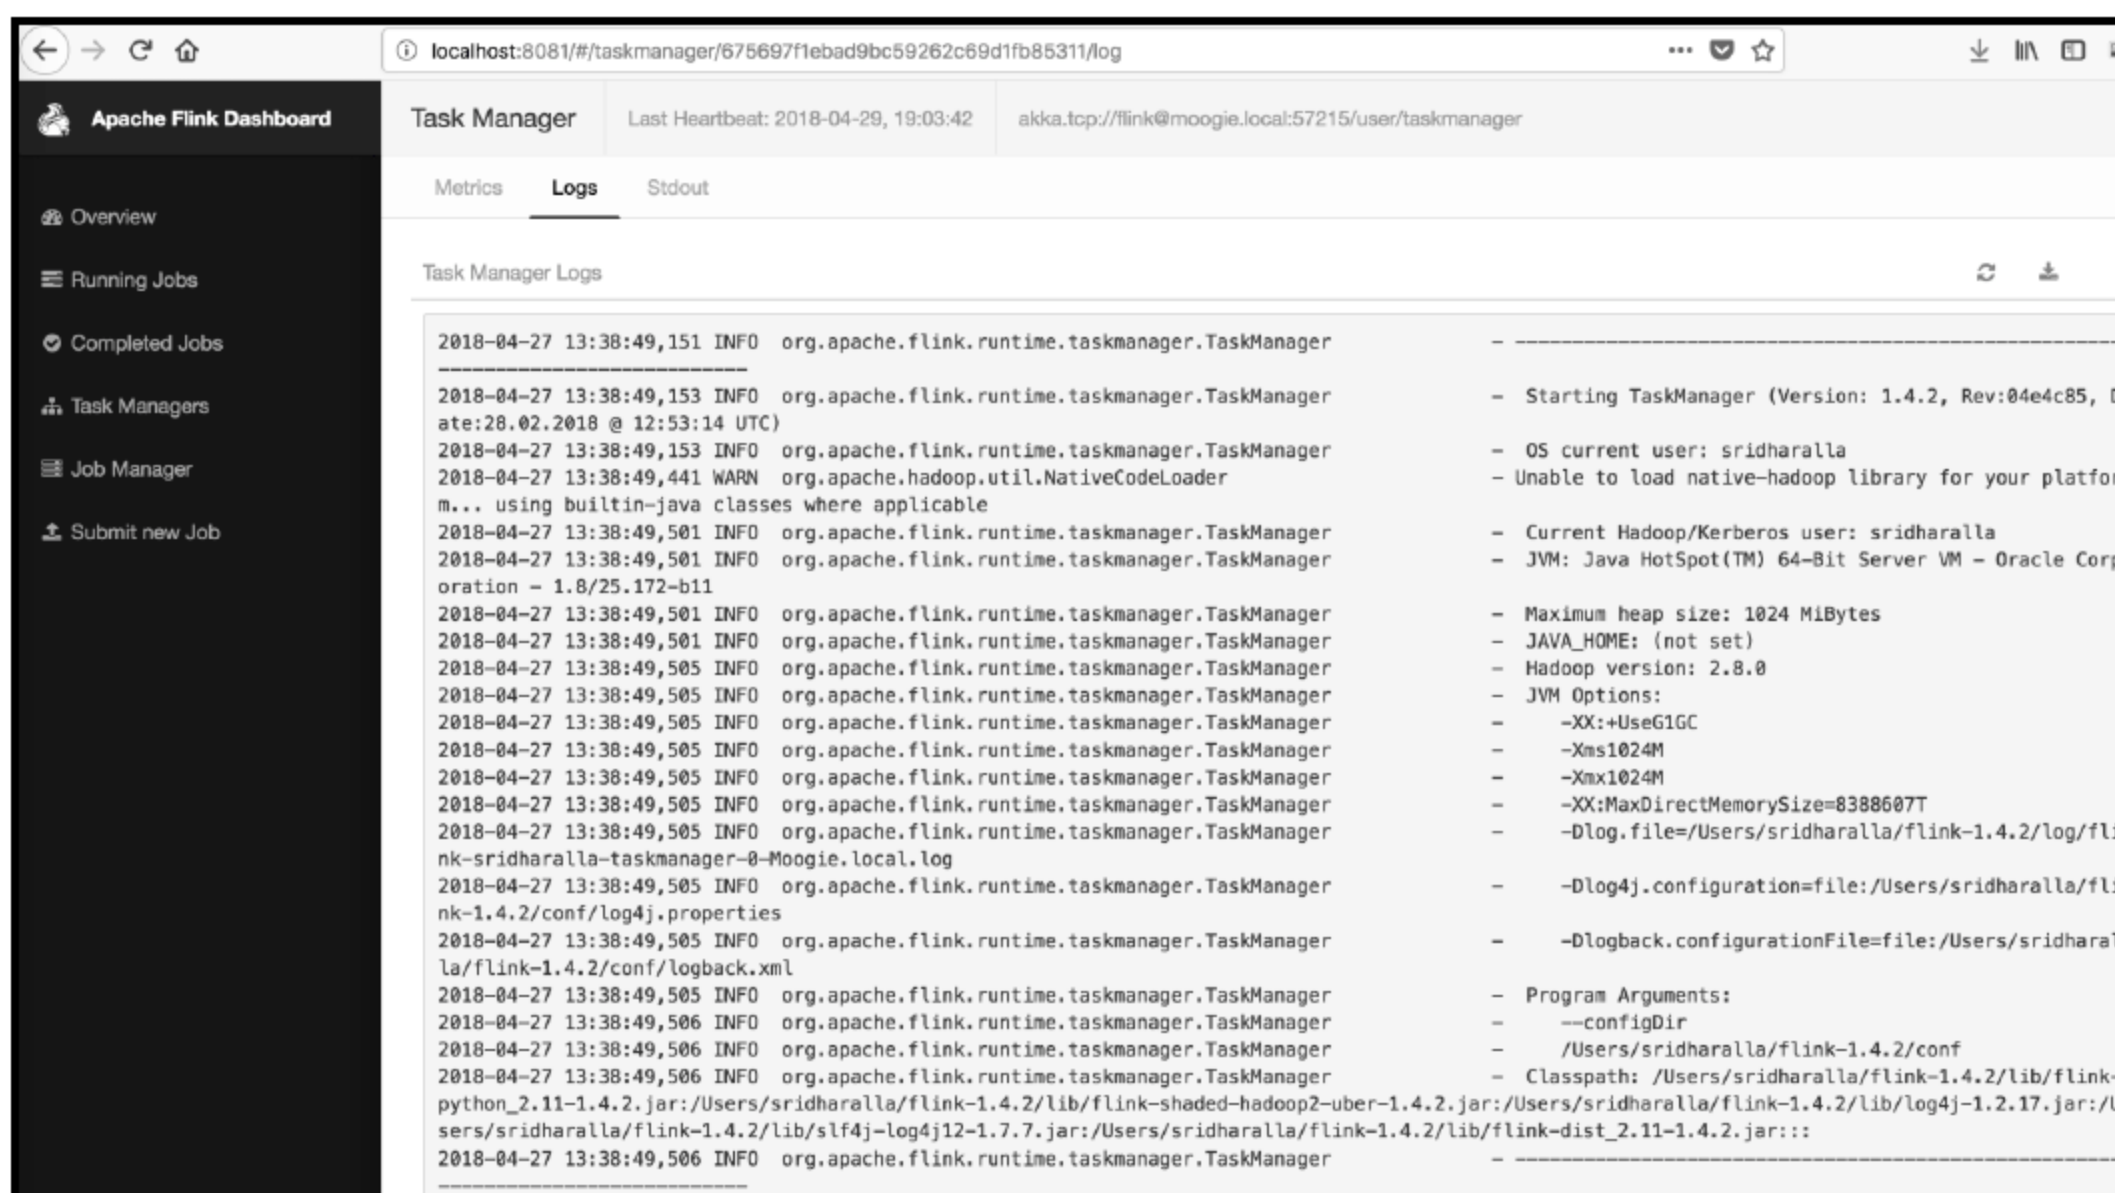 localhost:8081/#/taskmanager/675697f1ebad9bc59262c69d1fb85311/log
Apache Flink Dashboard
Task Manager
Last Heartbeat: 2018-04-29, 19:03:42
akka.tcp://flink@moogie.local:57215/user/taskmanager
Metrics
Logs
Stdout
Overview
Running Jobs
Completed Jobs
Task Managers
Job Manager
Submit new Job
Task Manager Logs
2018-04-27 13:38:49,151 INFO  org.apache.flink.runtime.taskmanager.TaskManager - --------------------------------------------------
---------------------------
2018-04-27 13:38:49,153 INFO  org.apache.flink.runtime.taskmanager.TaskManager -  Starting TaskManager (Version: 1.4.2, Rev:04e4c85, D
ate:28.02.2018 @ 12:53:14 UTC)
2018-04-27 13:38:49,153 INFO  org.apache.flink.runtime.taskmanager.TaskManager -  OS current user: sridharalla
2018-04-27 13:38:49,441 WARN  org.apache.hadoop.util.NativeCodeLoader - Unable to load native-hadoop library for your platfor
m... using builtin-java classes where applicable
2018-04-27 13:38:49,501 INFO  org.apache.flink.runtime.taskmanager.TaskManager -  Current Hadoop/Kerberos user: sridharalla
2018-04-27 13:38:49,501 INFO  org.apache.flink.runtime.taskmanager.TaskManager -  JVM: Java HotSpot(TM) 64-Bit Server VM - Oracle Corp
oration - 1.8/25.172-b11
2018-04-27 13:38:49,501 INFO  org.apache.flink.runtime.taskmanager.TaskManager -  Maximum heap size: 1024 MiBytes
2018-04-27 13:38:49,501 INFO  org.apache.flink.runtime.taskmanager.TaskManager -  JAVA_HOME: (not set)
2018-04-27 13:38:49,505 INFO  org.apache.flink.runtime.taskmanager.TaskManager -  Hadoop version: 2.8.0
2018-04-27 13:38:49,505 INFO  org.apache.flink.runtime.taskmanager.TaskManager -  JVM Options:
2018-04-27 13:38:49,505 INFO  org.apache.flink.runtime.taskmanager.TaskManager -     -XX:+UseG1GC
2018-04-27 13:38:49,505 INFO  org.apache.flink.runtime.taskmanager.TaskManager -     -Xms1024M
2018-04-27 13:38:49,505 INFO  org.apache.flink.runtime.taskmanager.TaskManager -     -Xmx1024M
2018-04-27 13:38:49,505 INFO  org.apache.flink.runtime.taskmanager.TaskManager -     -XX:MaxDirectMemorySize=8388607T
2018-04-27 13:38:49,505 INFO  org.apache.flink.runtime.taskmanager.TaskManager -     -Dlog.file=/Users/sridharalla/flink-1.4.2/log/fli
nk-sridharalla-taskmanager-0-Moogie.local.log
2018-04-27 13:38:49,505 INFO  org.apache.flink.runtime.taskmanager.TaskManager -     -Dlog4j.configuration=file:/Users/sridharalla/fli
nk-1.4.2/conf/log4j.properties
2018-04-27 13:38:49,505 INFO  org.apache.flink.runtime.taskmanager.TaskManager -     -Dlogback.configurationFile=file:/Users/sridharal
la/flink-1.4.2/conf/logback.xml
2018-04-27 13:38:49,505 INFO  org.apache.flink.runtime.taskmanager.TaskManager -  Program Arguments:
2018-04-27 13:38:49,506 INFO  org.apache.flink.runtime.taskmanager.TaskManager -     --configDir
2018-04-27 13:38:49,506 INFO  org.apache.flink.runtime.taskmanager.TaskManager -     /Users/sridharalla/flink-1.4.2/conf
2018-04-27 13:38:49,506 INFO  org.apache.flink.runtime.taskmanager.TaskManager -  Classpath: /Users/sridharalla/flink-1.4.2/lib/flink-
python_2.11-1.4.2.jar:/Users/sridharalla/flink-1.4.2/lib/flink-shaded-hadoop2-uber-1.4.2.jar:/Users/sridharalla/flink-1.4.2/lib/log4j-1.2.17.jar:/U
sers/sridharalla/flink-1.4.2/lib/slf4j-log4j12-1.7.7.jar:/Users/sridharalla/flink-1.4.2/lib/flink-dist_2.11-1.4.2.jar:::
2018-04-27 13:38:49,506 INFO  org.apache.flink.runtime.taskmanager.TaskManager - --------------------------------------------------
---------------------------